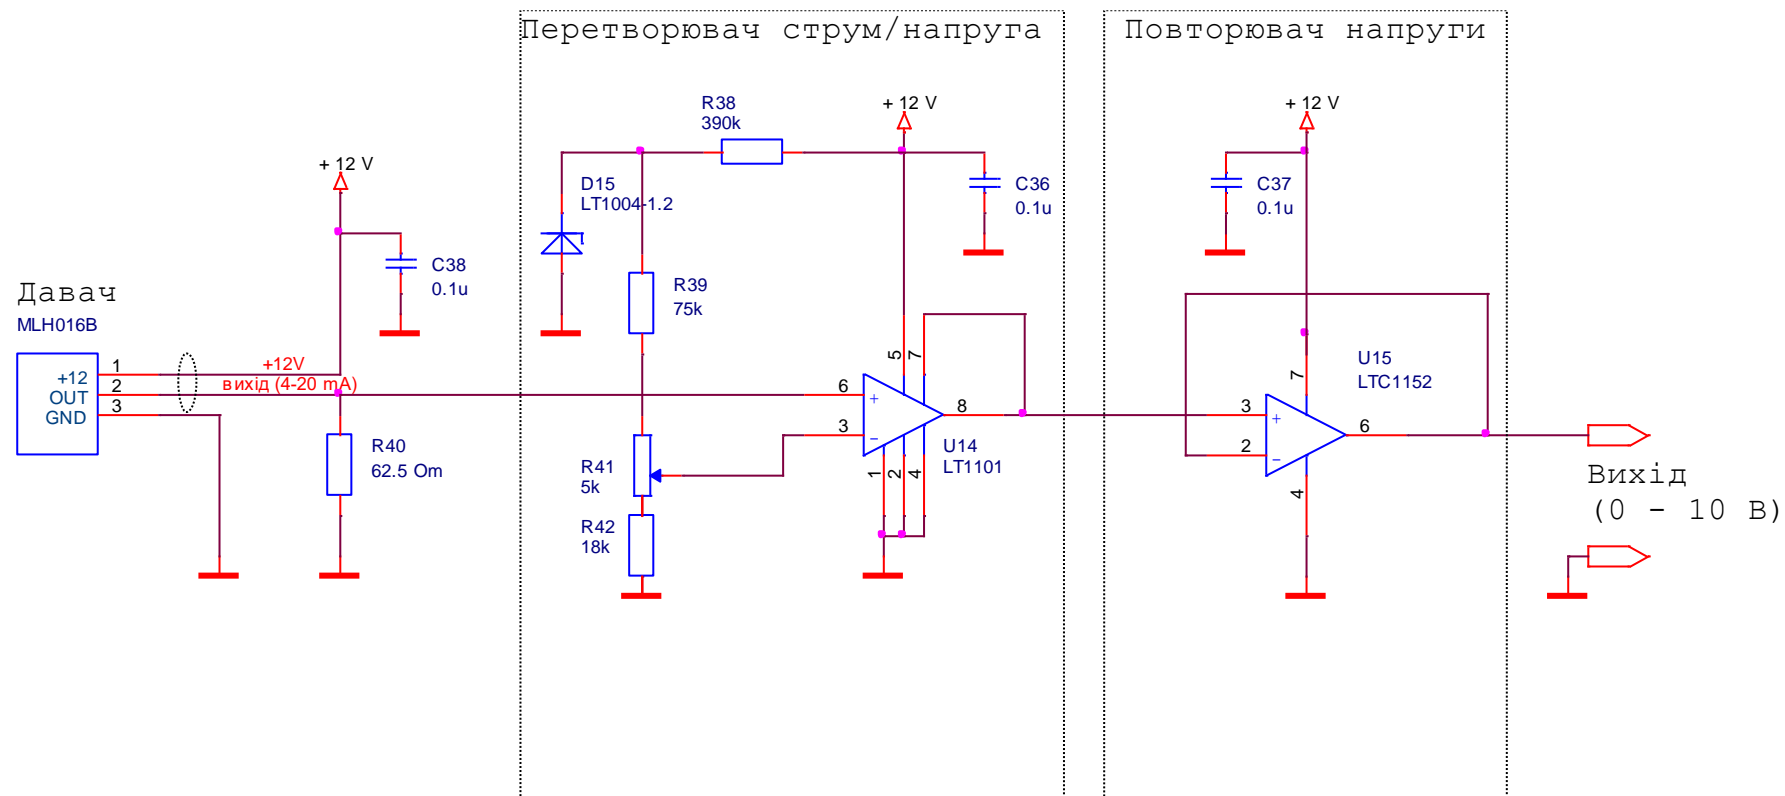 Перетворювач струм/напруга
Повторювач напруги
R38
390k
+ 12 V
+ 12 V
+ 12 V
D15
LT1004-1.2
C36
0.1u
C37
0.1u
C38
0.1u
R39
75k
Давач
MLH016B
+12
OUT
GND
1
2
3
+12V
вихід (4-20 mA)
R40
62.5 Om
R41
5k
R42
18k
6
3
5
7
8
1
2
4
+
−
U14
LT1101
U15
LTC1152
3
2
7
6
4
+
−
Вихід
(0 - 10 В)